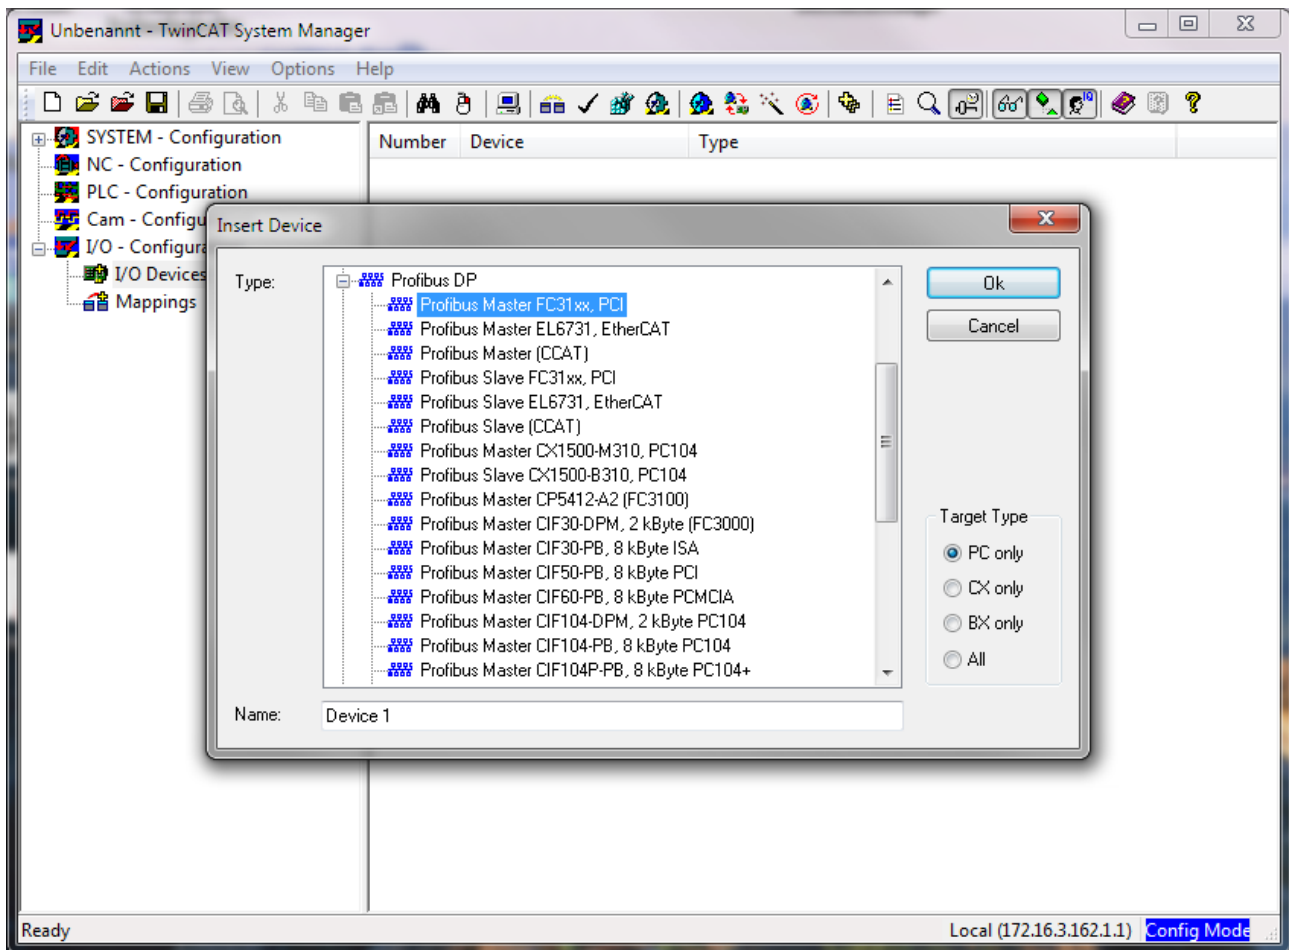 Unbenannt - TwinCAT System Manager
File Edit Actions View Options Help
SYSTEM - Configuration
NC - Configuration
PLC - Configuration
Cam - Configu
I/O - Configura
I/O Devices
Mappings
Number Device Type
Insert Device
Type:
Profibus DP
Profibus Master FC31xx, PCI
Profibus Master EL6731, EtherCAT
Profibus Master (CCAT)
Profibus Slave FC31xx, PCI
Profibus Slave EL6731, EtherCAT
Profibus Slave (CCAT)
Profibus Master CX1500-M310, PC104
Profibus Slave CX1500-B310, PC104
Profibus Master CP5412-A2 (FC3100)
Profibus Master CIF30-DPM, 2 kByte (FC3000)
Profibus Master CIF30-PB, 8 kByte ISA
Profibus Master CIF50-PB, 8 kByte PCI
Profibus Master CIF60-PB, 8 kByte PCMCIA
Profibus Master CIF104-DPM, 2 kByte PC104
Profibus Master CIF104-PB, 8 kByte PC104
Profibus Master CIF104P-PB, 8 kByte PC104+
Ok
Cancel
Target Type
PC only
CX only
BX only
All
Name: Device 1
Ready Local (172.16.3.162.1.1) Config Mode